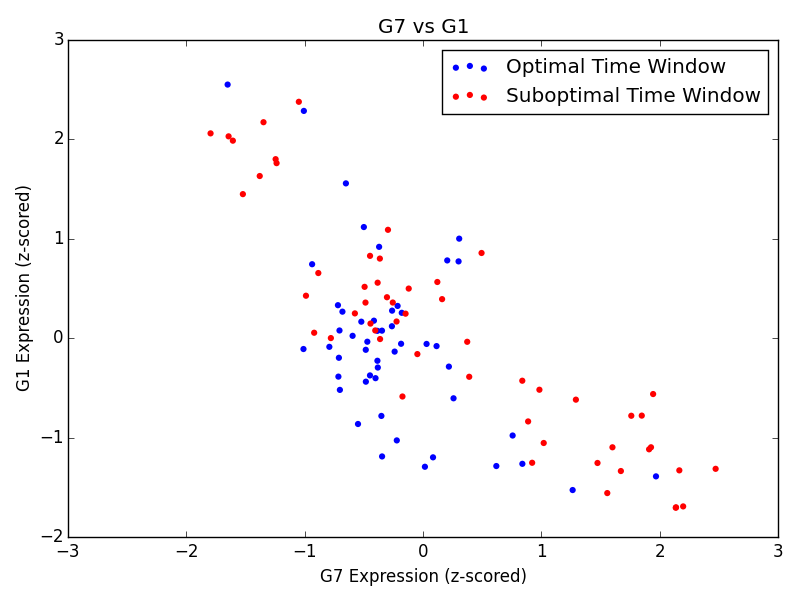 G7 vs G1
Optimal Time Window
Suboptimal Time Window
3
2
1
0
−1
−2
G1 Expression (z-scored)
−3
−2
−1
0
1
2
3
G7 Expression (z-scored)